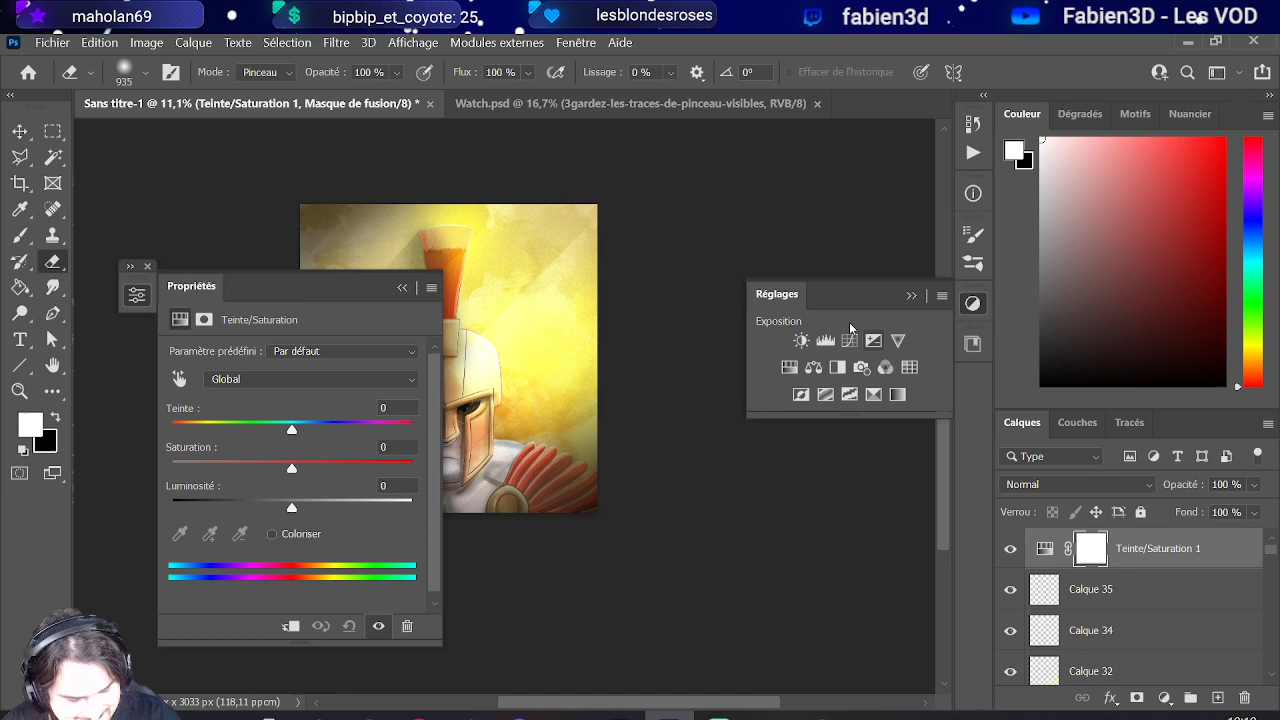 maholan69
bipbip_et_coyote: 25
lesblondesroses
fabien3d
Fabien3D - Les VOD
Ps
Fichier Edition Image Calque Texte Sélection Filtre 3D Affichage Modules externes Fenêtre Aide
935
Mode : Pinceau Opacité : 100 % Flux : 100 % Lissage : 0 % 0° Effacer de l'historique
Sans titre-1 @ 11,1% (Teinte/Saturation 1, Masque de fusion/8) * ×
Watch.psd @ 16,7% (3gardez-les-traces-de-pinceau-visibles, RVB/8) ×
Couleur Dégradés Motifs Nuancier
Propriétés
Teinte/Saturation
Paramètre prédéfini : Par défaut
Global
Teinte : 0
Saturation : 0
Luminosité : 0
Coloriser
Réglages
Exposition
Calques Couches Tracés
Type
Normal Opacité : 100 %
Verrou : Fond : 100 %
Teinte/Saturation 1
Calque 35
Calque 34
Calque 32
x 3033 px (118,11 ppcm)